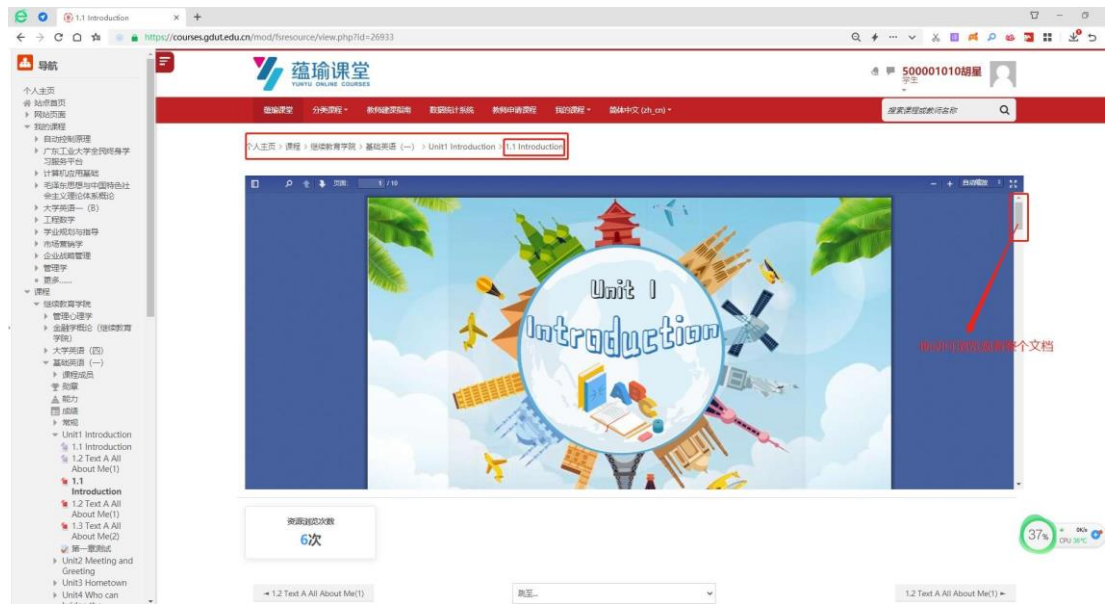 1.1 Introduction
https://courses.gdut.edu.cn/mod/fsresource/view.php?id=26933
导航
个人主页
站点首页
网站页面
我的课程
自动控制原理
广东工业大学全民终身学
习服务平台
计算机应用基础
毛泽东思想与中国特色社
会主义理论体系概论
大学英语一 (B)
工程数学
学业规划与指导
市场营销学
企业战略管理
管理学
更多......
课程
继续教育学院
管理心理学
金融学概论 (继续教育
学院)
大学英语 (四)
基础英语 (一)
课程成员
勋章
能力
成绩
常规
Unit1 Introduction
1.1 Introduction
1.2 Text A All
About Me(1)
1.1
Introduction
1.2 Text A All
About Me(1)
1.3 Text A All
About Me(2)
第一章测试
Unit2 Meeting and
Greeting
Unit3 Hometown
Unit4 Who can
蕴瑜课堂
YUNYU ONLINE COURSES
500001010胡星
学生
蕴瑜课堂 分类课程 教师建课指南 数据统计系统 教师申请课程 我的课程 简体中文 (zh_cn)
搜索课程或教师名称
个人主页 > 课程 > 继续教育学院 > 基础英语 (一) > Unit1 Introduction > 1.1 Introduction
页面: 1 / 10
自动缩放
Unit 1
Introduction
ABC
个文档
资源浏览次数
6次
37%
0K/s
CPU 38℃
◄ 1.2 Text A All About Me(1)
跳至...
1.2 Text A All About Me(1) ►